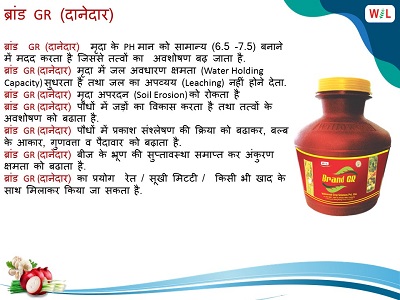 ब्रांड GR (दानेदार)
W!L
ब्रांड GR (दानेदार) मृदा के PH मान को सामान्य (6.5 -7.5) बनाने
में मदद करता है जिससे तत्वों का अवशोषण बढ़ जाता है.
ब्रांड GR (दानेदार) मृदा में जल अवधारण क्षमता (Water Holding
Capacity) सुधरता है तथा जल का अपव्यय (Leaching) नहीं होने देता.
ब्रांड GR (दानेदार) मृदा अपरदन (Soil Erosion) को रोकता है
ब्रांड GR (दानेदार) पौधों में जड़ों का विकास करता है तथा तत्वों के
अवशोषण को बढाता है.
ब्रांड GR (दानेदार) पौधों में प्रकाश संश्लेषण की क्रिया को बढाकर, बल्ब
के आकार, गुणवत्ता व पैदावार को बढाता है.
ब्रांड GR (दानेदार) बीज के भ्रूण की सुप्तावस्था समाप्त कर अंकुरण
क्षमता को बढाता है.
ब्रांड GR (दानेदार) का प्रयोग रेत / सूखी मिटटी / किसी भी खाद के
साथ मिलाकर किया जा सकता है.
Brand GR